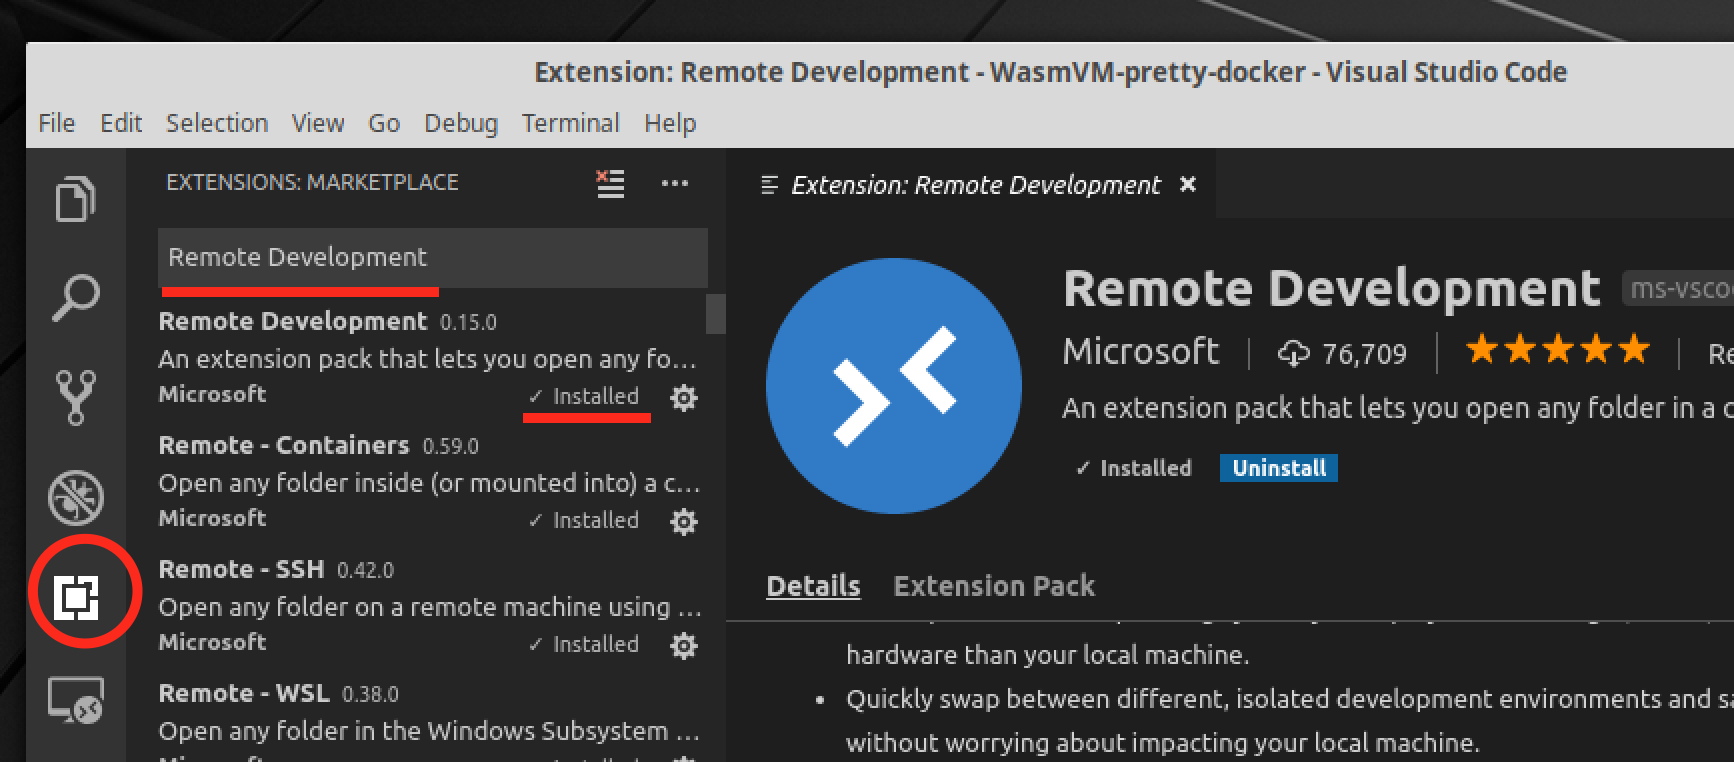 Extension: Remote Development - WasmVM-pretty-docker - Visual Studio Code
File Edit Selection View Go Debug Terminal Help
EXTENSIONS: MARKETPLACE
Remote Development
Remote Development 0.15.0
An extension pack that lets you open any fo...
Microsoft ✓ Installed
Remote - Containers 0.59.0
Open any folder inside (or mounted into) a c...
Microsoft ✓ Installed
Remote - SSH 0.42.0
Open any folder on a remote machine using ...
Microsoft ✓ Installed
Remote - WSL 0.38.0
Open any folder in the Windows Subsystem ...
Extension: Remote Development
Remote Development ms-vsco
Microsoft | 76,709 | ★★★★★ | Re
An extension pack that lets you open any folder in a c
✓ Installed Uninstall
Details Extension Pack
hardware than your local machine.
• Quickly swap between different, isolated development environments and sa
without worrying about impacting your local machine.